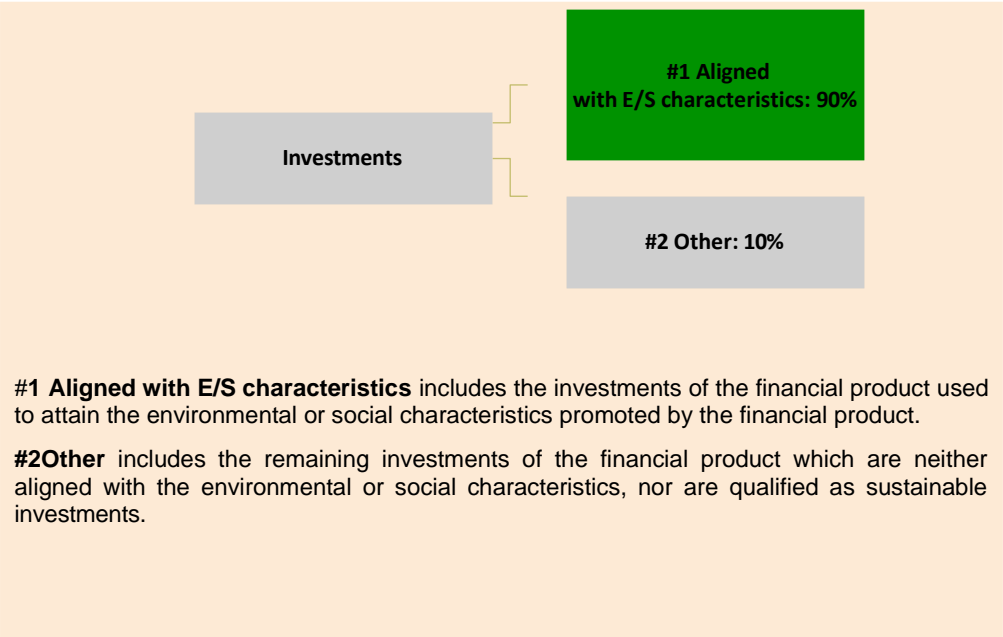 #1 Aligned
with E/S characteristics: 90%
Investments
#2 Other: 10%
#1 Aligned with E/S characteristics includes the investments of the financial product used
to attain the environmental or social characteristics promoted by the financial product.
#2Other includes the remaining investments of the financial product which are neither
aligned with the environmental or social characteristics, nor are qualified as sustainable
investments.